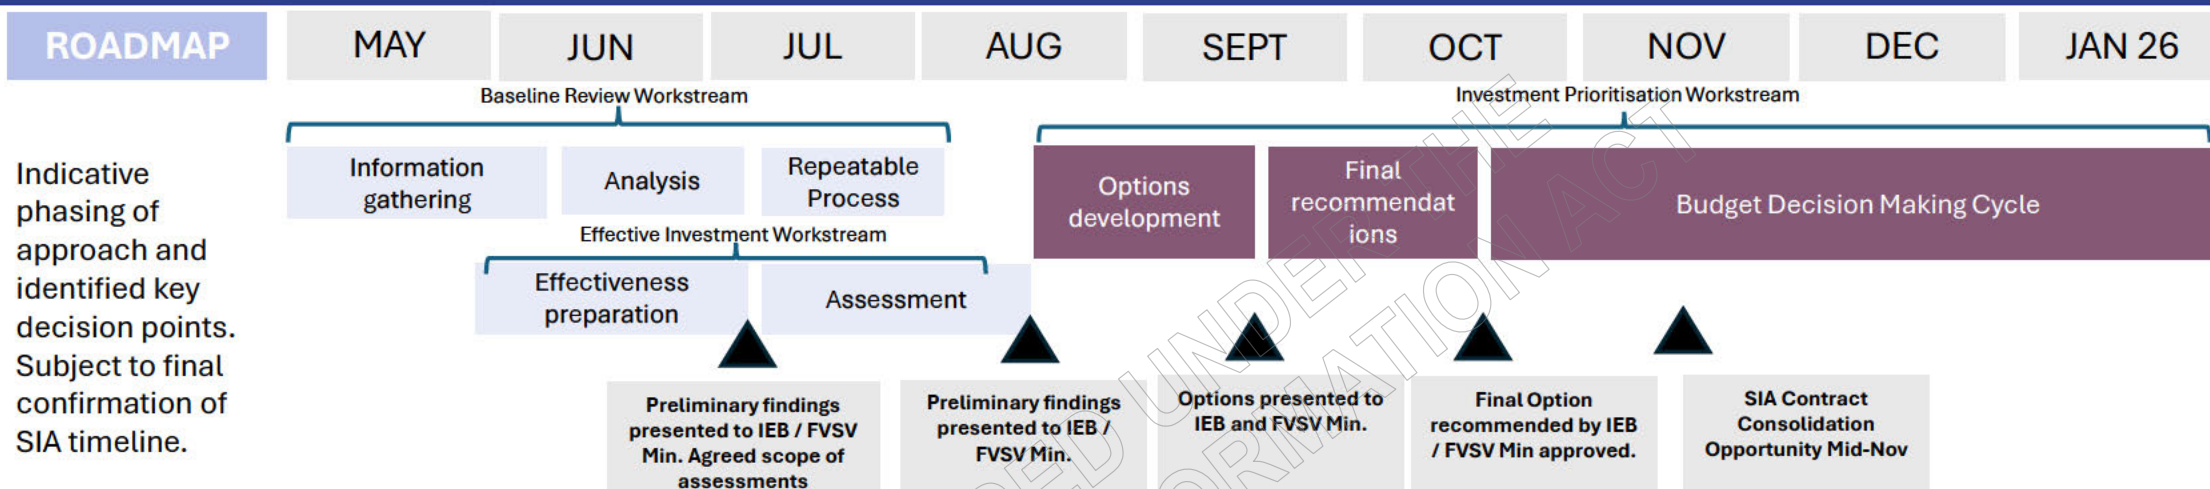 ROADMAP
MAY
JUN
JUL
AUG
SEPT
OCT
NOV
DEC
JAN 26
Indicative
phasing of
approach and
identified key
decision points.
Subject to final
confirmation of
SIA timeline.
Baseline Review Workstream
Information
gathering
Analysis
Repeatable
Process
Effective Investment Workstream
Effectiveness
preparation
Assessment
Investment Prioritisation Workstream
Options
development
Final
recommendat
ions
Budget Decision Making Cycle
Preliminary findings
presented to IEB / FVSV
Min. Agreed scope of
assessments
Preliminary findings
presented to IEB /
FVSV Min.
Options presented to
IEB and FVSV Min.
Final Option
recommended by IEB
/ FVSV Min approved.
SIA Contract
Consolidation
Opportunity Mid-Nov
UNDER THE
INFORMATION ACT